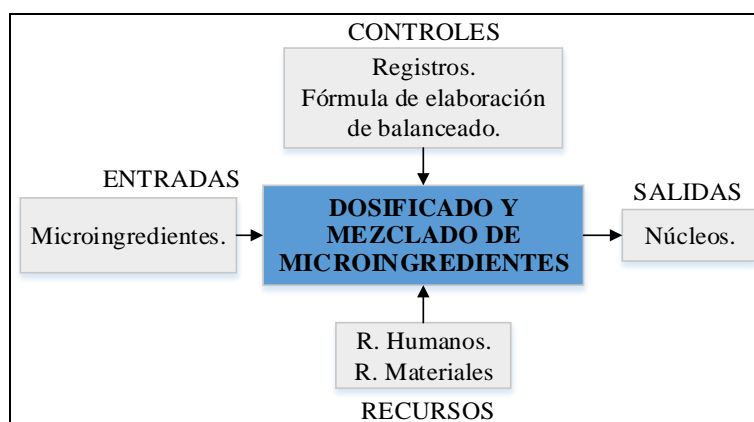 CONTROLES
Registros.
Fórmula de elaboración
de balanceado.
ENTRADAS
Microingredientes.
DOSIFICADO Y
MEZCLADO DE
MICROINGREDIENTES
SALIDAS
Núcleos.
R. Humanos.
R. Materiales
RECURSOS